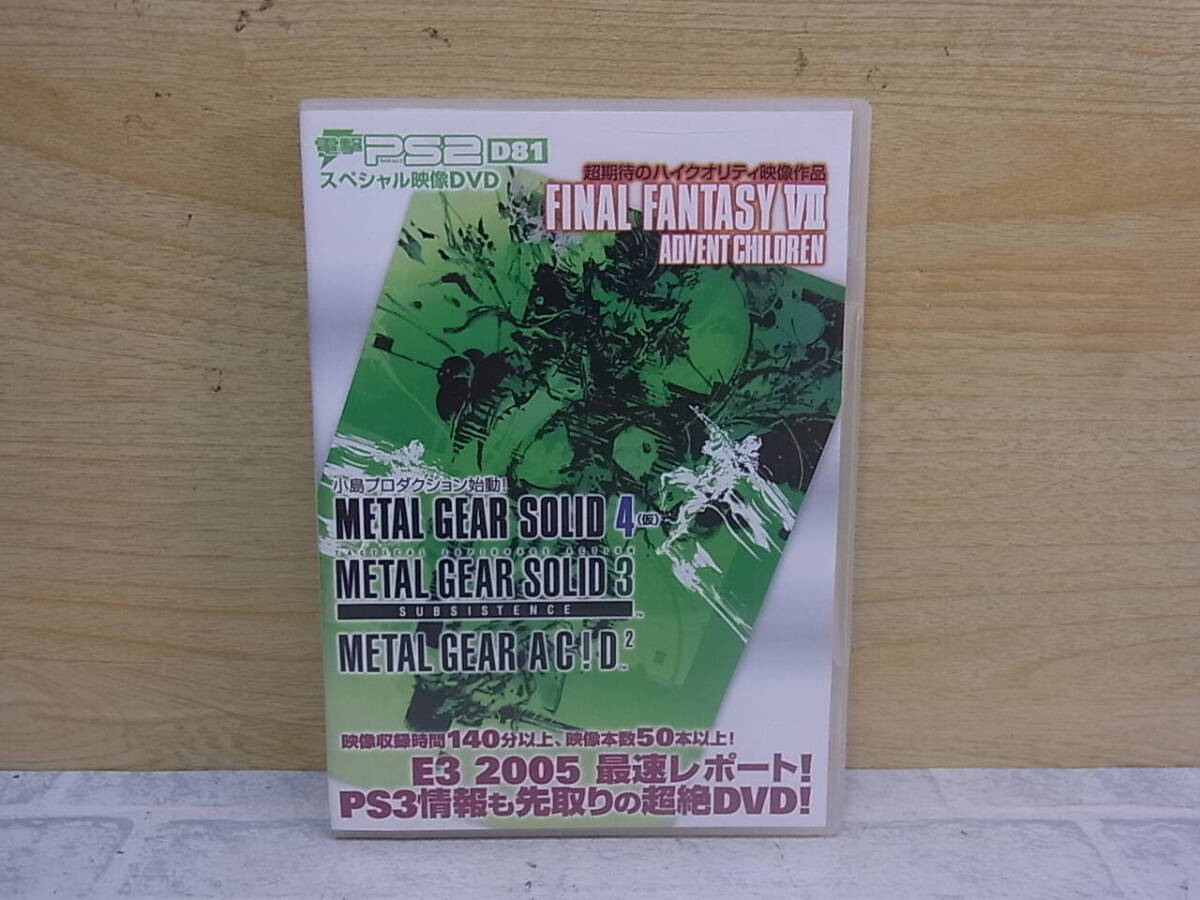 電撃PS2 D81
スペシャル映像DVD
超期待のハイクオリティ映像作品
FINAL FANTASY VII
ADVENT CHILDREN
小島プロダクション始動!
METAL GEAR SOLID 4(仮)
TACTICAL ESPIONAGE ACTION
METAL GEAR SOLID 3
SUBSISTENCE™
METAL GEAR AC!D²™
映像収録時間140分以上、映像本数50本以上!
E3 2005 最速レポート!
PS3情報も先取りの超絶DVD!